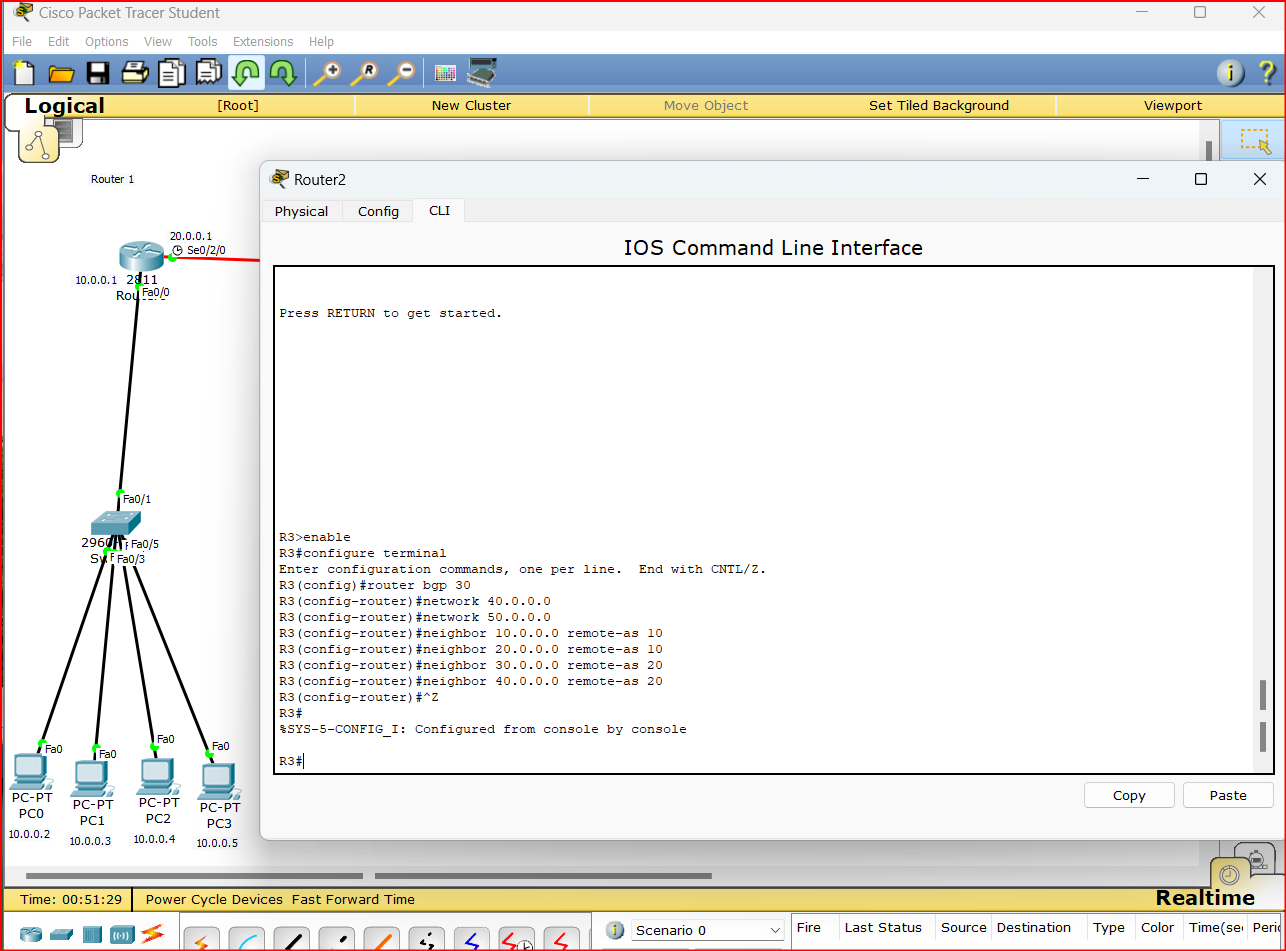 Cisco Packet Tracer Student
File Edit Options View Tools Extensions Help
Logical [Root] New Cluster Move Object Set Tiled Background Viewport
Router 1
20.0.0.1
Se0/2/0
10.0.0.1 2811
Fa0/0
Fa0/1
Fa0/5
Fa0/3
Fa0 Fa0 Fa0 Fa0
PC-PT PC-PT PC-PT PC-PT
PC0 PC1 PC2 PC3
10.0.0.2 10.0.0.3 10.0.0.4 10.0.0.5
Router2
Physical Config CLI
IOS Command Line Interface
Press RETURN to get started.
R3>enable
R3#configure terminal
Enter configuration commands, one per line.  End with CNTL/Z.
R3(config)#router bgp 30
R3(config-router)#network 40.0.0.0
R3(config-router)#network 50.0.0.0
R3(config-router)#neighbor 10.0.0.0 remote-as 10
R3(config-router)#neighbor 20.0.0.0 remote-as 10
R3(config-router)#neighbor 30.0.0.0 remote-as 20
R3(config-router)#neighbor 40.0.0.0 remote-as 20
R3(config-router)#^Z
R3#
%SYS-5-CONFIG_I: Configured from console by console
R3#
Copy Paste
Time: 00:51:29 Power Cycle Devices Fast Forward Time Realtime
Scenario 0 Fire Last Status Source Destination Type Color